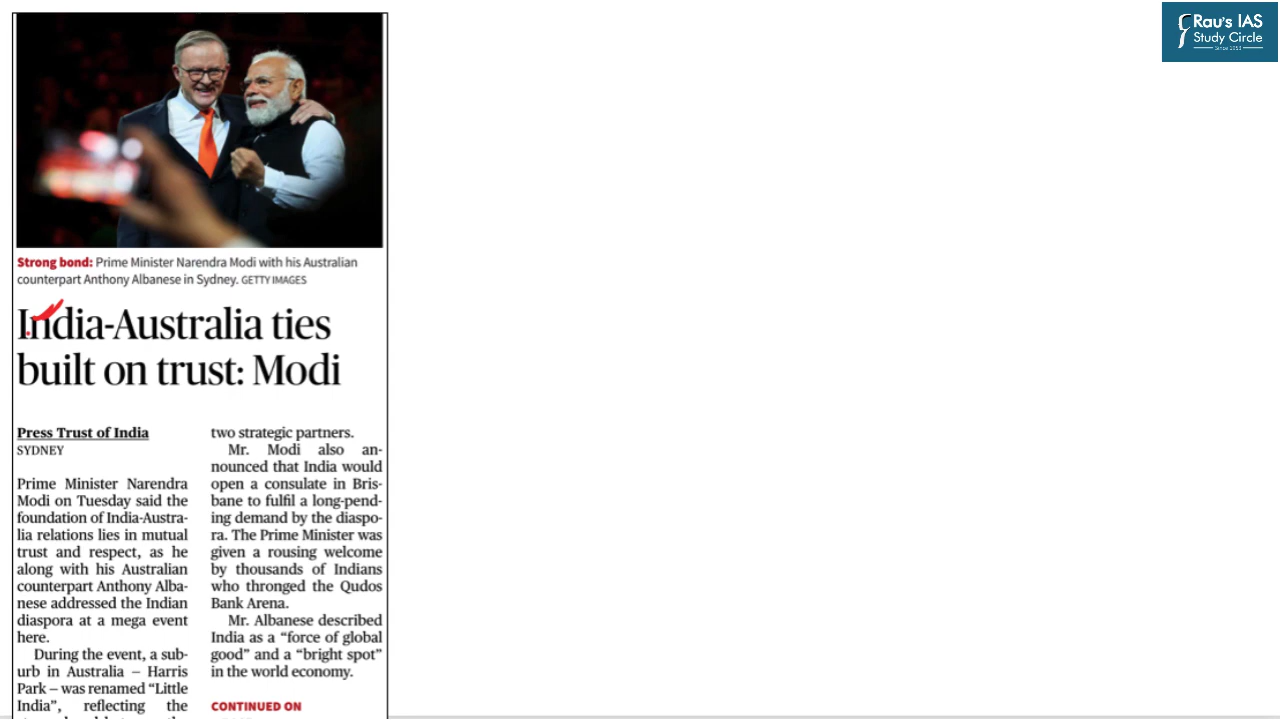 Rau's IAS
Study Circle
Since 1953
Strong bond: Prime Minister Narendra Modi with his Australian
counterpart Anthony Albanese in Sydney. GETTY IMAGES
India-Australia ties
built on trust: Modi
Press Trust of India
SYDNEY
Prime Minister Narendra
Modi on Tuesday said the
foundation of India-Austra-
lia relations lies in mutual
trust and respect, as he
along with his Australian
counterpart Anthony Alba-
nese addressed the Indian
diaspora at a mega event
here.
During the event, a sub-
urb in Australia – Harris
Park – was renamed “Little
India”, reflecting the
two strategic partners.
Mr. Modi also an-
nounced that India would
open a consulate in Bris-
bane to fulfil a long-pend-
ing demand by the diaspo-
ra. The Prime Minister was
given a rousing welcome
by thousands of Indians
who thronged the Qudos
Bank Arena.
Mr. Albanese described
India as a “force of global
good” and a “bright spot”
in the world economy.
CONTINUED ON